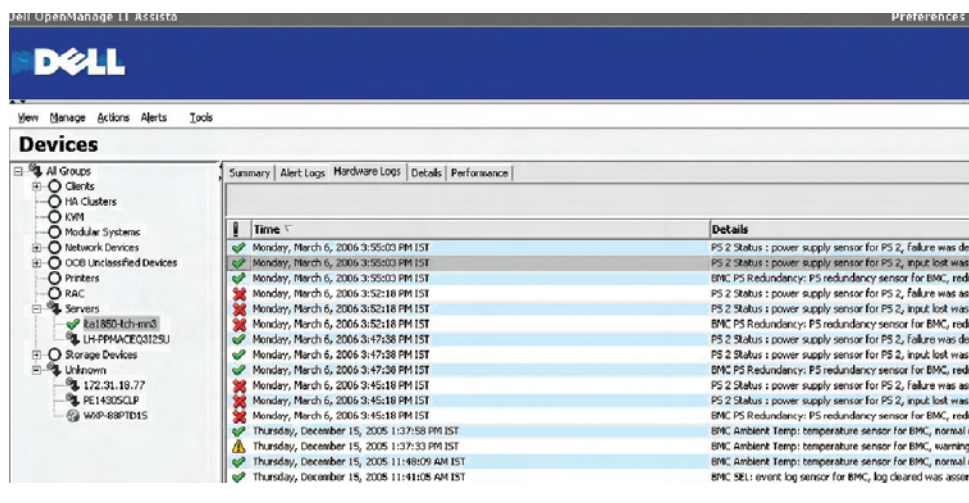 Dell OpenManage IT Assista
Preferences
DELL
View Manage Actions Alerts Tools
Devices
All Groups
Clients
HA Clusters
KVM
Modular Systems
Network Devices
OOB Unclassified Devices
Printers
RAC
Servers
ita1850-tch-mn3
LH-PPMACEQ3I2SU
Storage Devices
Unknown
172.31.18.77
PE1430SCLP
WXP-88PTD1S
Summary Alert Logs Hardware Logs Details Performance
! Time Details
Monday, March 6, 2006 3:55:03 PM IST PS 2 Status : power supply sensor for PS 2, failure was de
Monday, March 6, 2006 3:55:03 PM IST PS 2 Status : power supply sensor for PS 2, input lost was
Monday, March 6, 2006 3:55:03 PM IST BMC PS Redundancy: PS redundancy sensor for BMC, red
Monday, March 6, 2006 3:52:18 PM IST PS 2 Status : power supply sensor for PS 2, failure was as
Monday, March 6, 2006 3:52:18 PM IST PS 2 Status : power supply sensor for PS 2, input lost was
Monday, March 6, 2006 3:52:18 PM IST BMC PS Redundancy: PS redundancy sensor for BMC, red
Monday, March 6, 2006 3:47:38 PM IST PS 2 Status : power supply sensor for PS 2, failure was de
Monday, March 6, 2006 3:47:38 PM IST PS 2 Status : power supply sensor for PS 2, input lost was
Monday, March 6, 2006 3:47:38 PM IST BMC PS Redundancy: PS redundancy sensor for BMC, red
Monday, March 6, 2006 3:45:18 PM IST PS 2 Status : power supply sensor for PS 2, failure was as
Monday, March 6, 2006 3:45:18 PM IST PS 2 Status : power supply sensor for PS 2, input lost was
Monday, March 6, 2006 3:45:18 PM IST BMC PS Redundancy: PS redundancy sensor for BMC, red
Thursday, December 15, 2005 1:37:58 PM IST BMC Ambient Temp: temperature sensor for BMC, normal
Thursday, December 15, 2005 1:37:33 PM IST BMC Ambient Temp: temperature sensor for BMC, warning
Thursday, December 15, 2005 11:48:09 AM IST BMC Ambient Temp: temperature sensor for BMC, normal
Thursday, December 15, 2005 11:41:05 AM IST BMC SEL: event log sensor for BMC, log cleared was asser